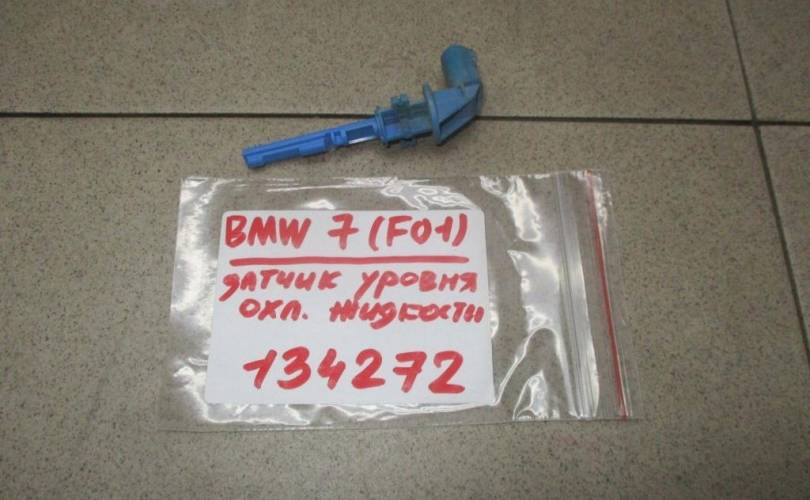 BMW 7 (F01)
датчик уровня
охл. жидкости
134272